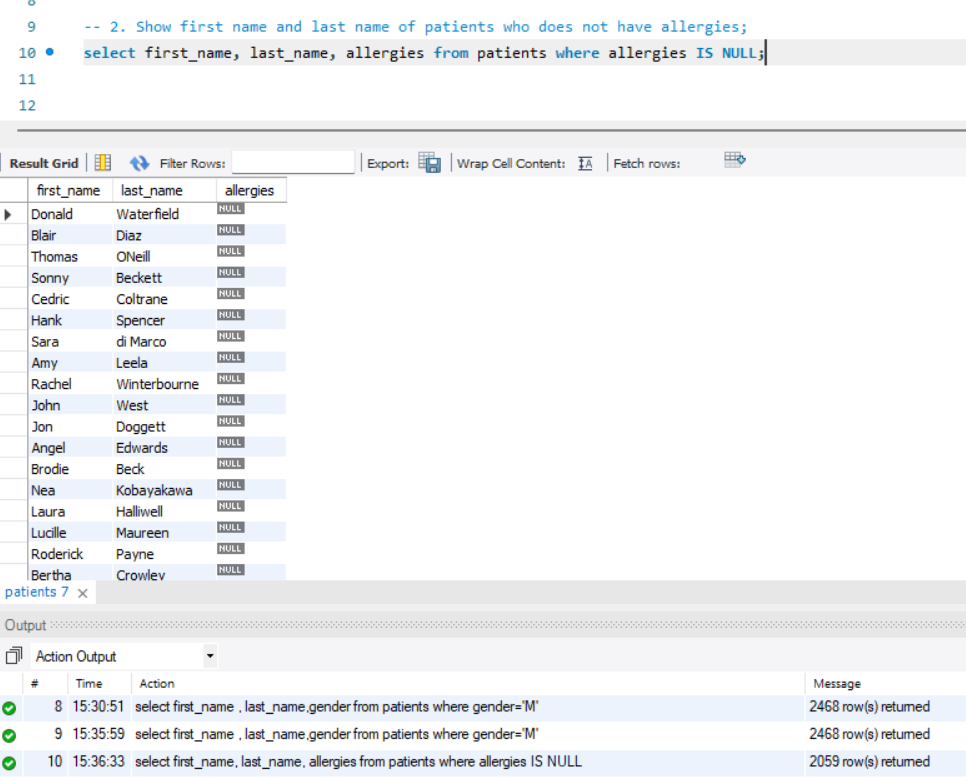 8
9 -- 2. Show first name and last name of patients who does not have allergies;
10 select first_name, last_name, allergies from patients where allergies IS NULL;
11
12
Result Grid Filter Rows: Export: Wrap Cell Content: IA Fetch rows:
first_name last_name allergies
Donald Waterfield NULL
Blair Diaz NULL
Thomas ONeill NULL
Sonny Beckett NULL
Cedric Coltrane NULL
Hank Spencer NULL
Sara di Marco NULL
Amy Leela NULL
Rachel Winterbourne NULL
John West NULL
Jon Doggett NULL
Angel Edwards NULL
Brodie Beck NULL
Nea Kobayakawa NULL
Laura Halliwell NULL
Lucille Maureen NULL
Roderick Payne NULL
Bertha Crowley NULL
patients 7
Output
Action Output
# Time Action Message
8 15:30:51 select first_name , last_name,gender from patients where gender='M' 2468 row(s) returned
9 15:35:59 select first_name , last_name,gender from patients where gender='M' 2468 row(s) returned
10 15:36:33 select first_name, last_name, allergies from patients where allergies IS NULL 2059 row(s) returned